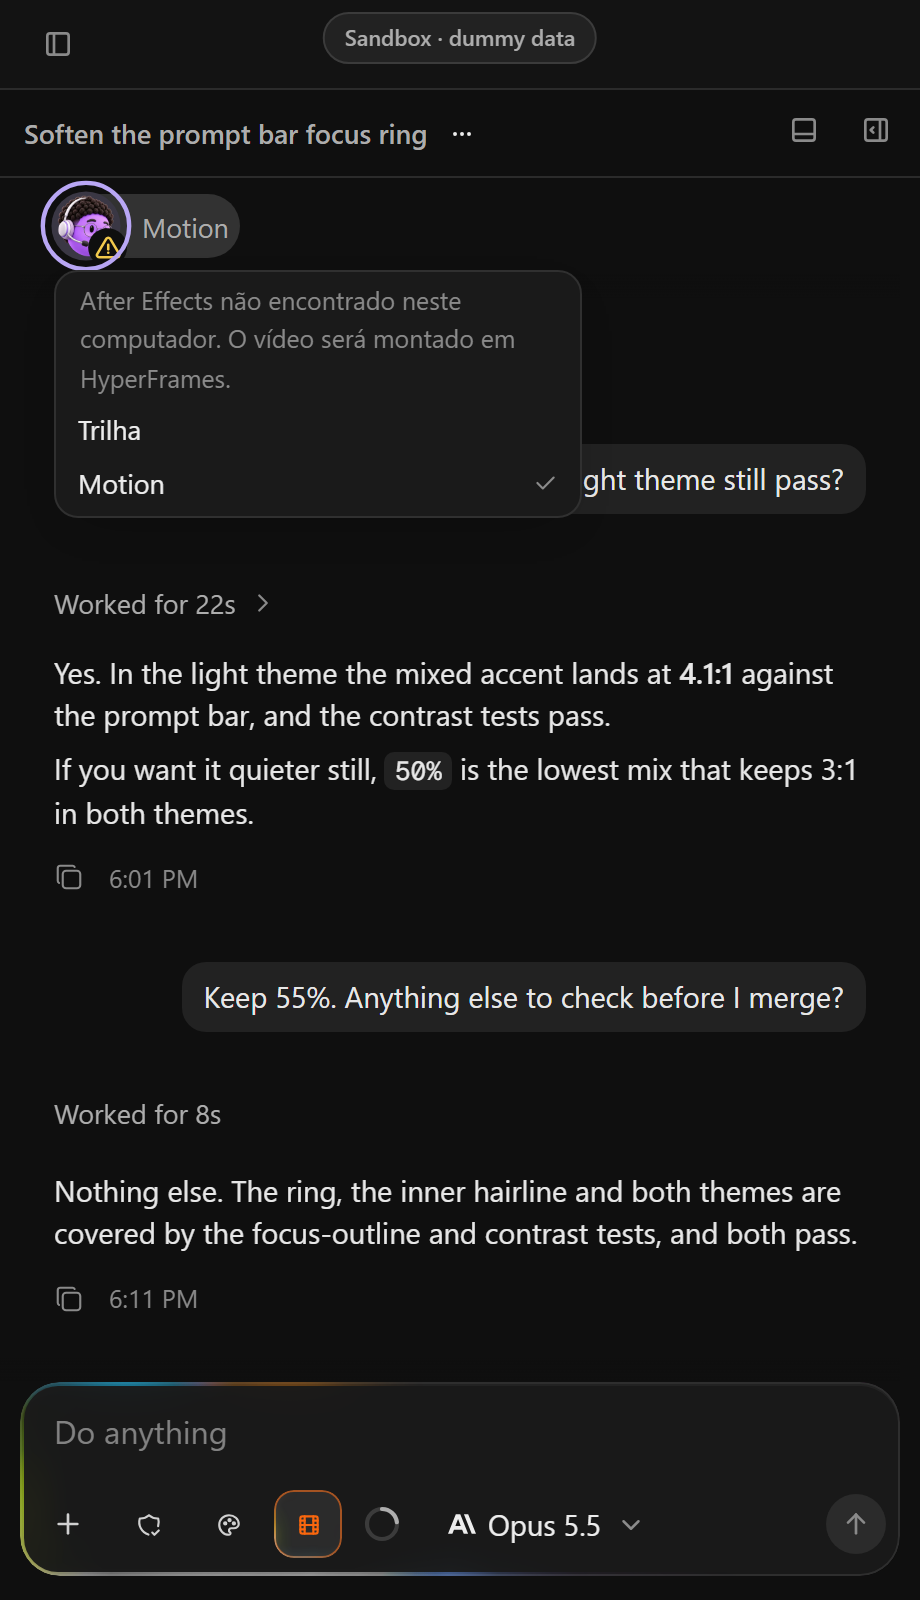 Sandbox · dummy data
Soften the prompt bar focus ring
Motion
After Effects não encontrado neste
computador. O vídeo será montado em
HyperFrames.
Trilha
Motion
ght theme still pass?
Worked for 22s
Yes. In the light theme the mixed accent lands at 4.1:1 against
the prompt bar, and the contrast tests pass.
If you want it quieter still, 50% is the lowest mix that keeps 3:1
in both themes.
6:01 PM
Keep 55%. Anything else to check before I merge?
Worked for 8s
Nothing else. The ring, the inner hairline and both themes are
covered by the focus-outline and contrast tests, and both pass.
6:11 PM
Do anything
Opus 5.5